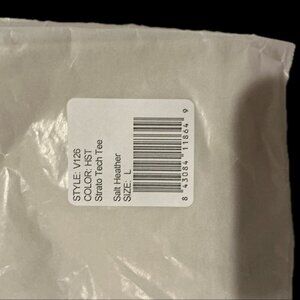 STYLE: V126
COLOR: HST
Strato Tech Tee
Salt Heather
SIZE: L
8 43084 11864 9